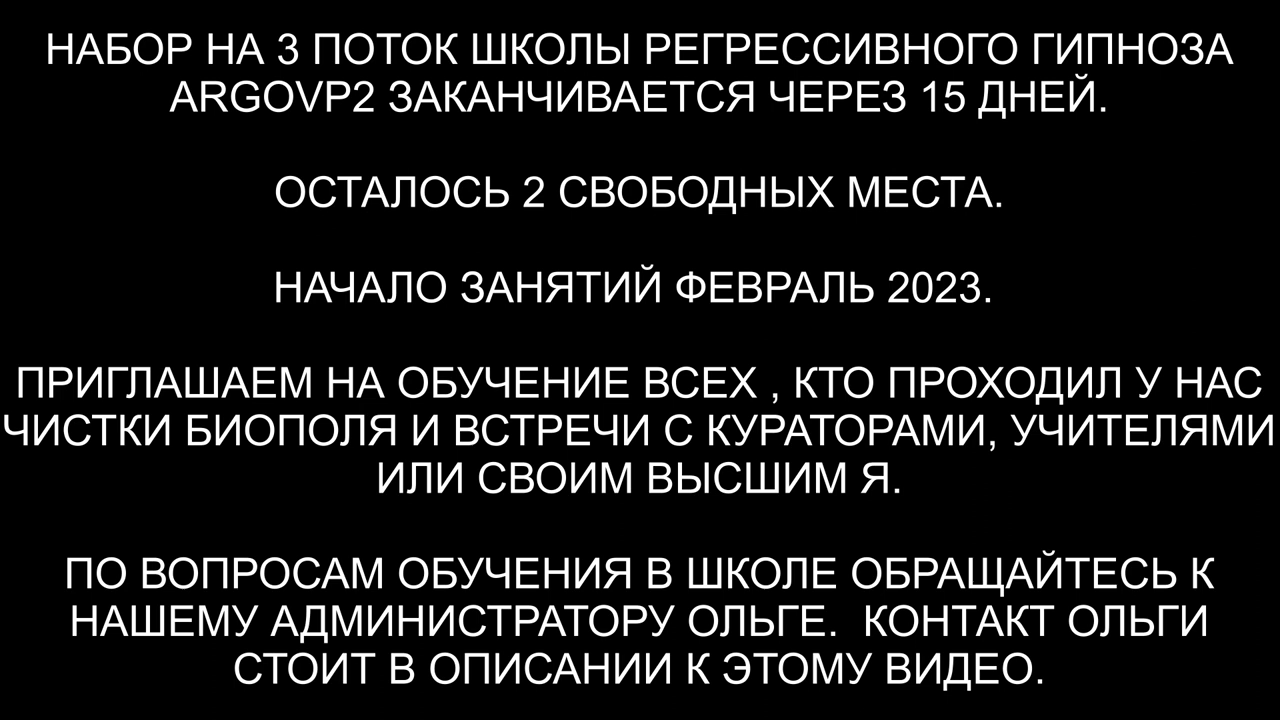 НАБОР НА 3 ПОТОК ШКОЛЫ РЕГРЕССИВНОГО ГИПНОЗА
ARGOVP2 ЗАКАНЧИВАЕТСЯ ЧЕРЕЗ 15 ДНЕЙ.
ОСТАЛОСЬ 2 СВОБОДНЫХ МЕСТА.
НАЧАЛО ЗАНЯТИЙ ФЕВРАЛЬ 2023.
ПРИГЛАШАЕМ НА ОБУЧЕНИЕ ВСЕХ , КТО ПРОХОДИЛ У НАС
ЧИСТКИ БИОПОЛЯ И ВСТРЕЧИ С КУРАТОРАМИ, УЧИТЕЛЯМИ
ИЛИ СВОИМ ВЫСШИМ Я.
ПО ВОПРОСАМ ОБУЧЕНИЯ В ШКОЛЕ ОБРАЩАЙТЕСЬ К
НАШЕМУ АДМИНИСТРАТОРУ ОЛЬГЕ.  КОНТАКТ ОЛЬГИ
СТОИТ В ОПИСАНИИ К ЭТОМУ ВИДЕО.